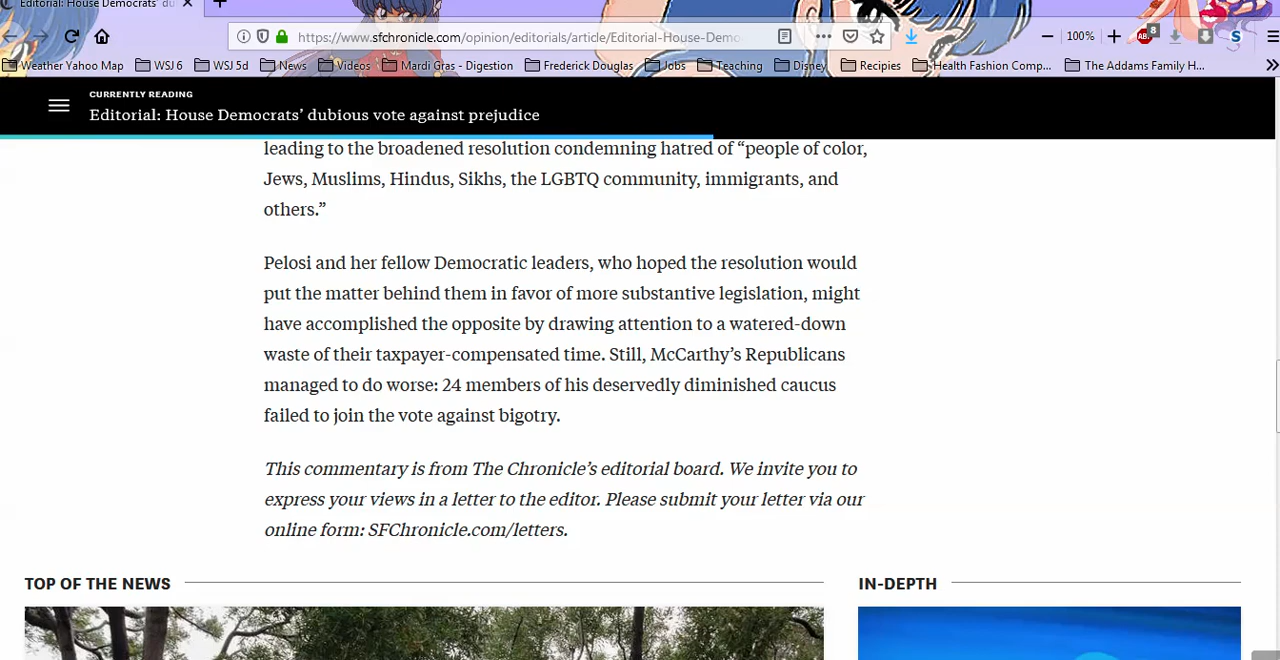 Editorial: House Democrats' du
https://www.sfchronicle.com/opinion/editorials/article/Editorial-House-Demo
100%
8
Weather Yahoo Map WSJ 6 WSJ 5d News Videos Mardi Gras - Digestion Frederick Douglas Jobs Teaching Disney Recipies Health Fashion Comp... The Addams Family H...
CURRENTLY READING
Editorial: House Democrats' dubious vote against prejudice
leading to the broadened resolution condemning hatred of “people of color,
Jews, Muslims, Hindus, Sikhs, the LGBTQ community, immigrants, and
others.”
Pelosi and her fellow Democratic leaders, who hoped the resolution would
put the matter behind them in favor of more substantive legislation, might
have accomplished the opposite by drawing attention to a watered-down
waste of their taxpayer-compensated time. Still, McCarthy’s Republicans
managed to do worse: 24 members of his deservedly diminished caucus
failed to join the vote against bigotry.
This commentary is from The Chronicle’s editorial board. We invite you to
express your views in a letter to the editor. Please submit your letter via our
online form: SFChronicle.com/letters.
TOP OF THE NEWS
IN-DEPTH